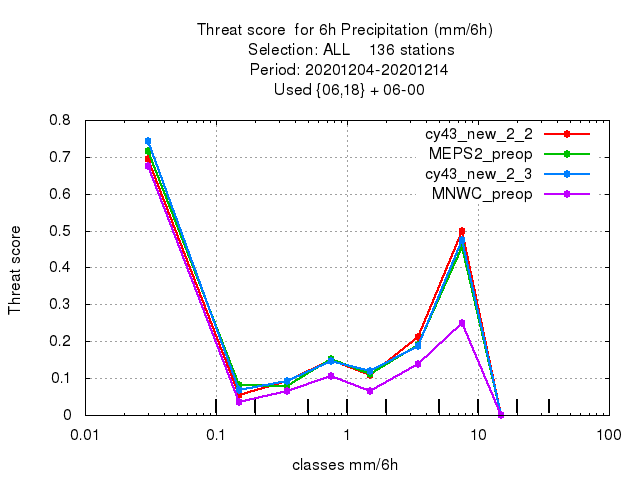 Threat score  for 6h Precipitation (mm/6h)
Selection: ALL    136 stations
Period: 20201204-20201214
Used {06,18} + 06-00
cy43_new_2_2
MEPS2_preop
cy43_new_2_3
MNWC_preop
Threat score
0.8
0.7
0.6
0.5
0.4
0.3
0.2
0.1
0
0.01
0.1
1
10
100
classes mm/6h